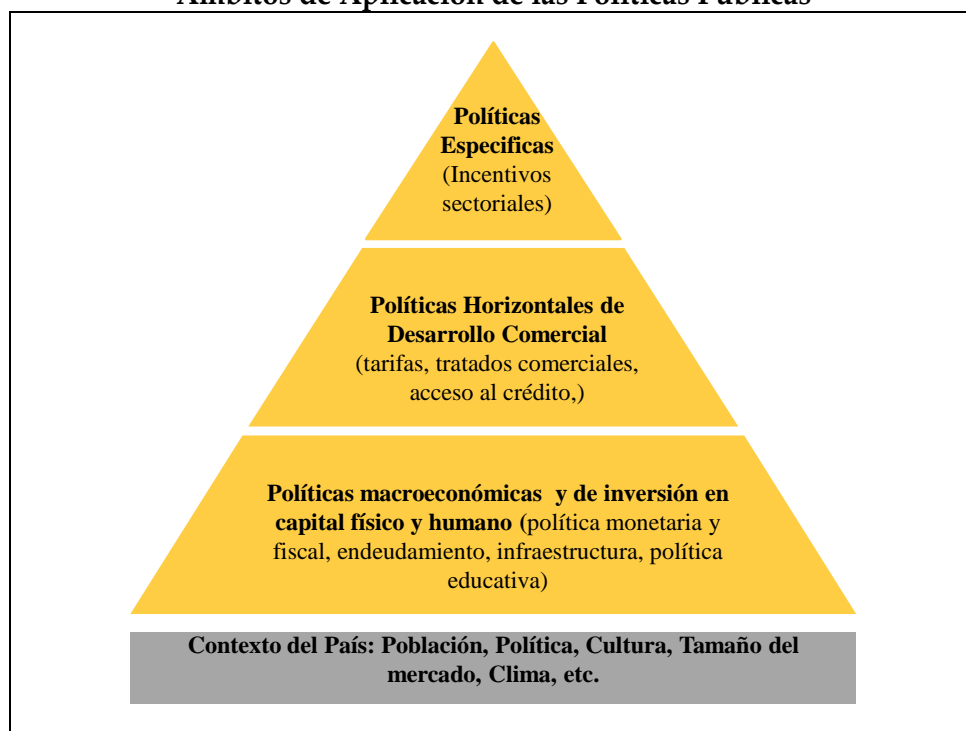 Ámbitos de Aplicación de las Políticas Públicas
Políticas
Especificas
(Incentivos
sectoriales)
Políticas Horizontales de
Desarrollo Comercial
(tarifas, tratados comerciales,
acceso al crédito,)
Políticas macroeconómicas y de inversión en
capital físico y humano (política monetaria y
fiscal, endeudamiento, infraestructura, política
educativa)
Contexto del País: Población, Política, Cultura, Tamaño del
mercado, Clima, etc.